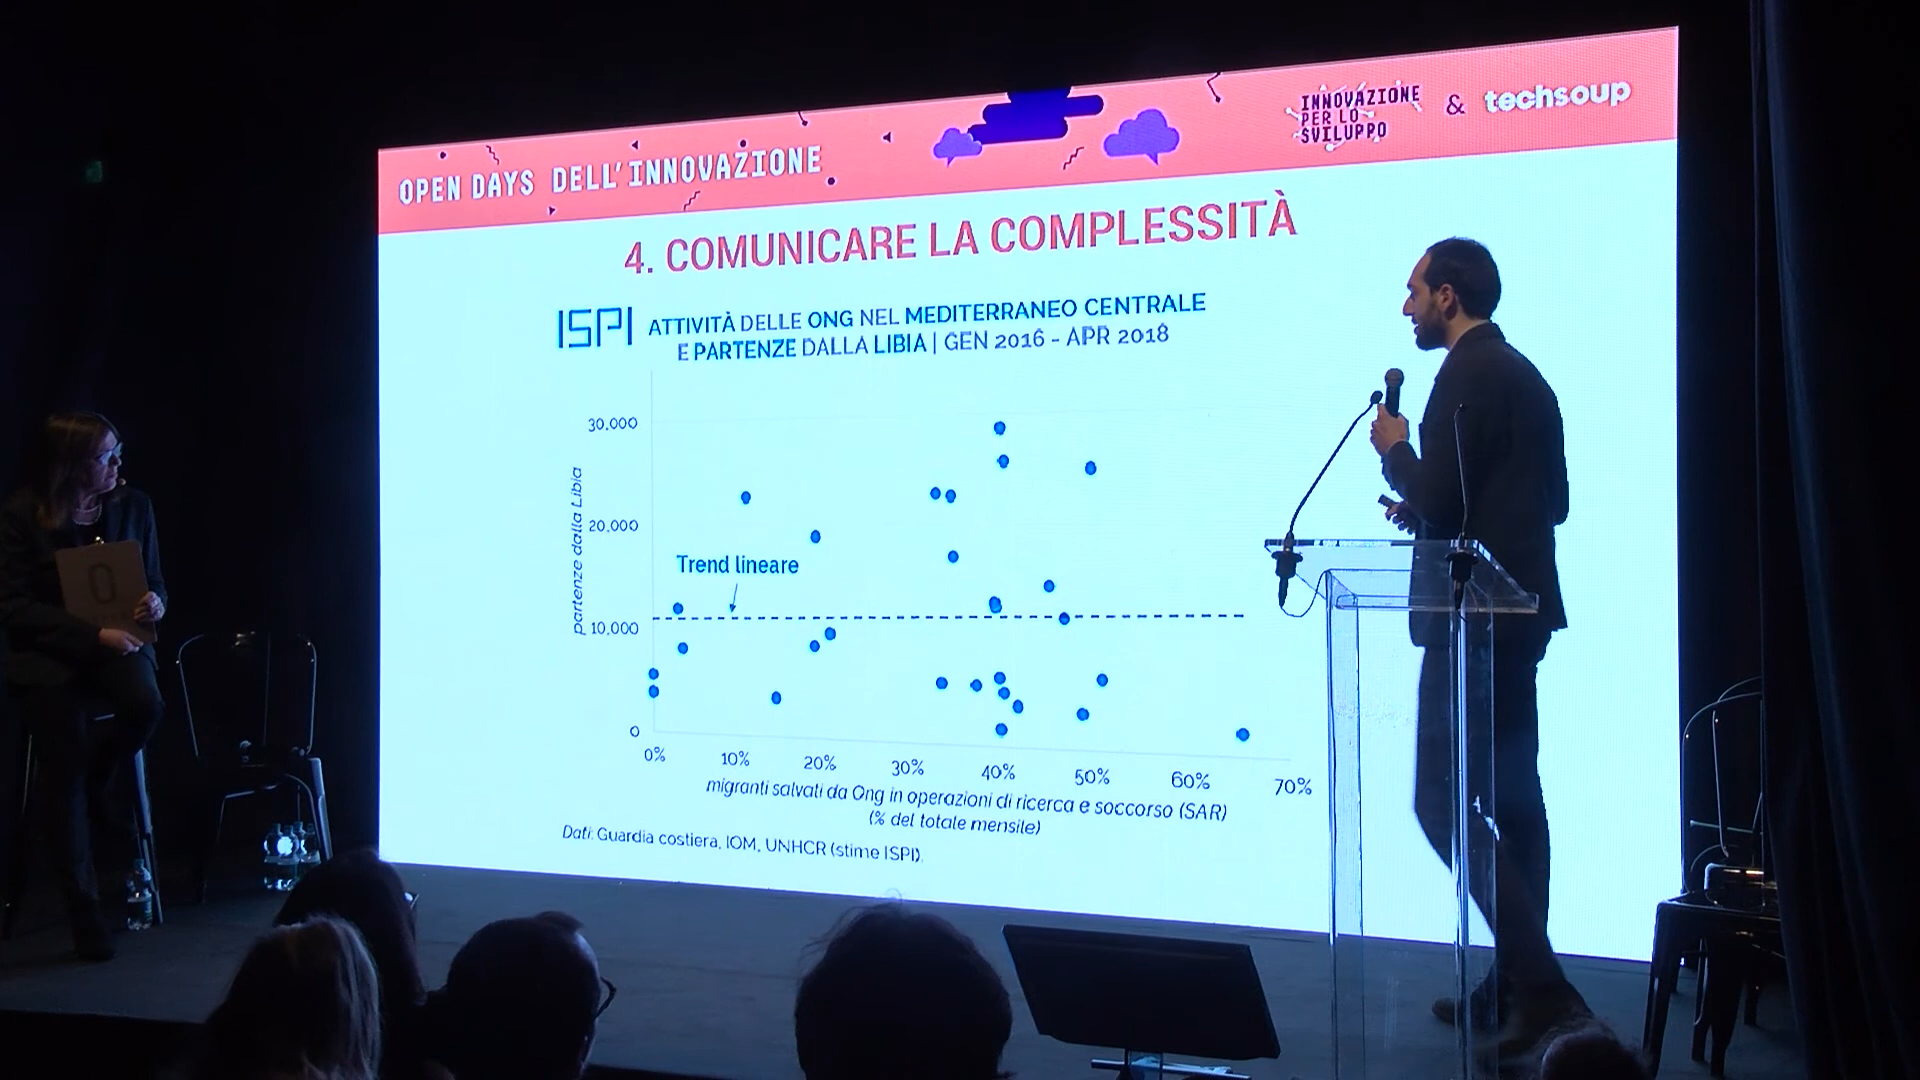 OPEN DAYS DELL'INNOVAZIONE
INNOVAZIONE
PER LO
SVILUPPO
& techsoup
4. COMUNICARE LA COMPLESSITÀ
ISPI
ATTIVITÀ DELLE ONG NEL MEDITERRANEO CENTRALE
E PARTENZE DALLA LIBIA | GEN 2016 - APR 2018
partenze dalla Libia
30,000
20,000
10,000
0
Trend lineare
0% 10% 20% 30% 40% 50% 60% 70%
migranti salvati da Ong in operazioni di ricerca e soccorso (SAR)
(% del totale mensile)
Dati: Guardia costiera, IOM, UNHCR (stime ISPI).
0